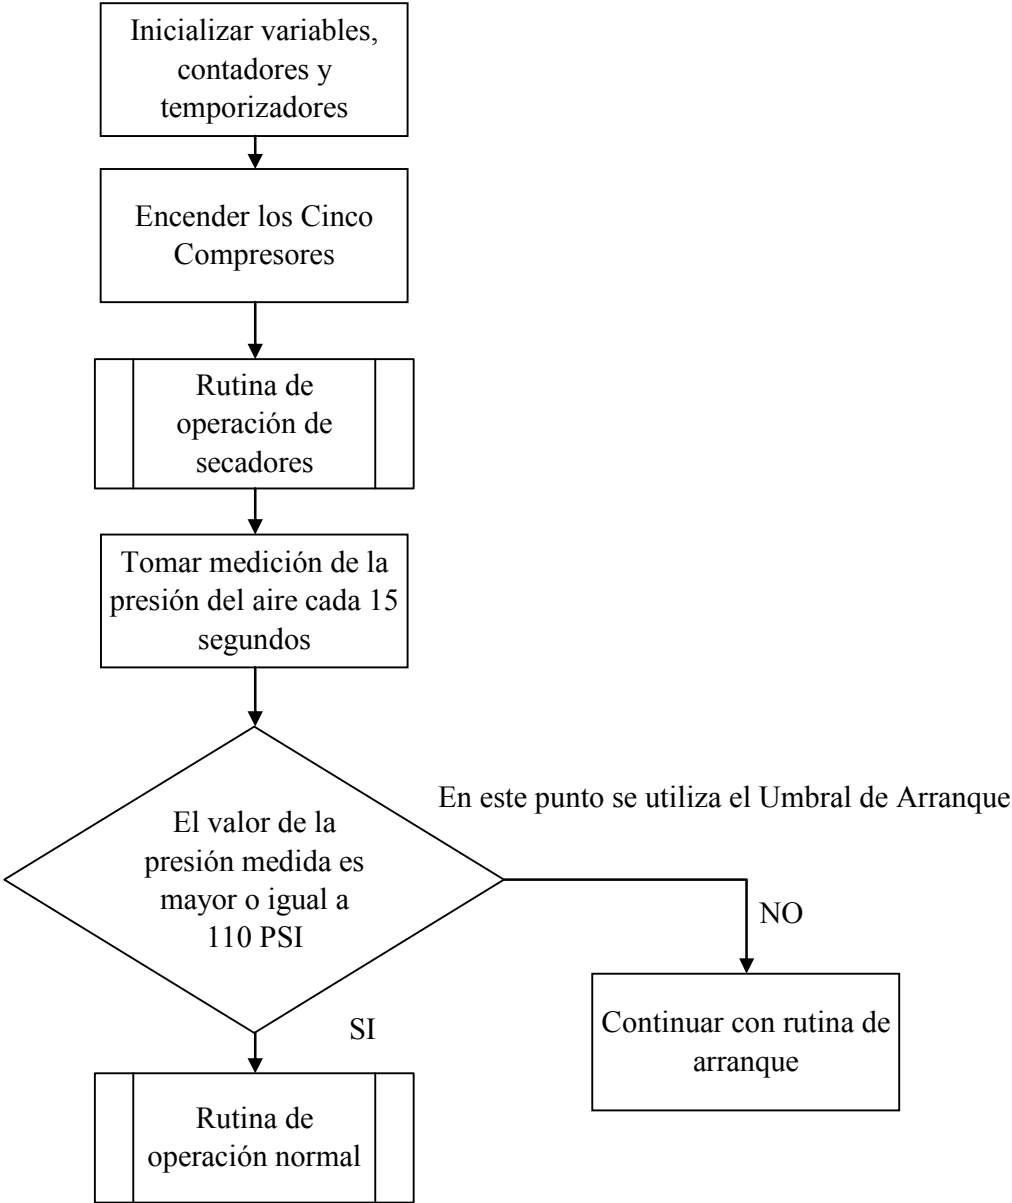 Inicializar variables,
contadores y
temporizadores
Encender los Cinco
Compresores
Rutina de
operación de
secadores
Tomar medición de la
presión del aire cada 15
segundos
En este punto se utiliza el Umbral de Arranque
El valor de la
presión medida es
mayor o igual a
110 PSI
NO
Continuar con rutina de
arranque
SI
Rutina de
operación normal